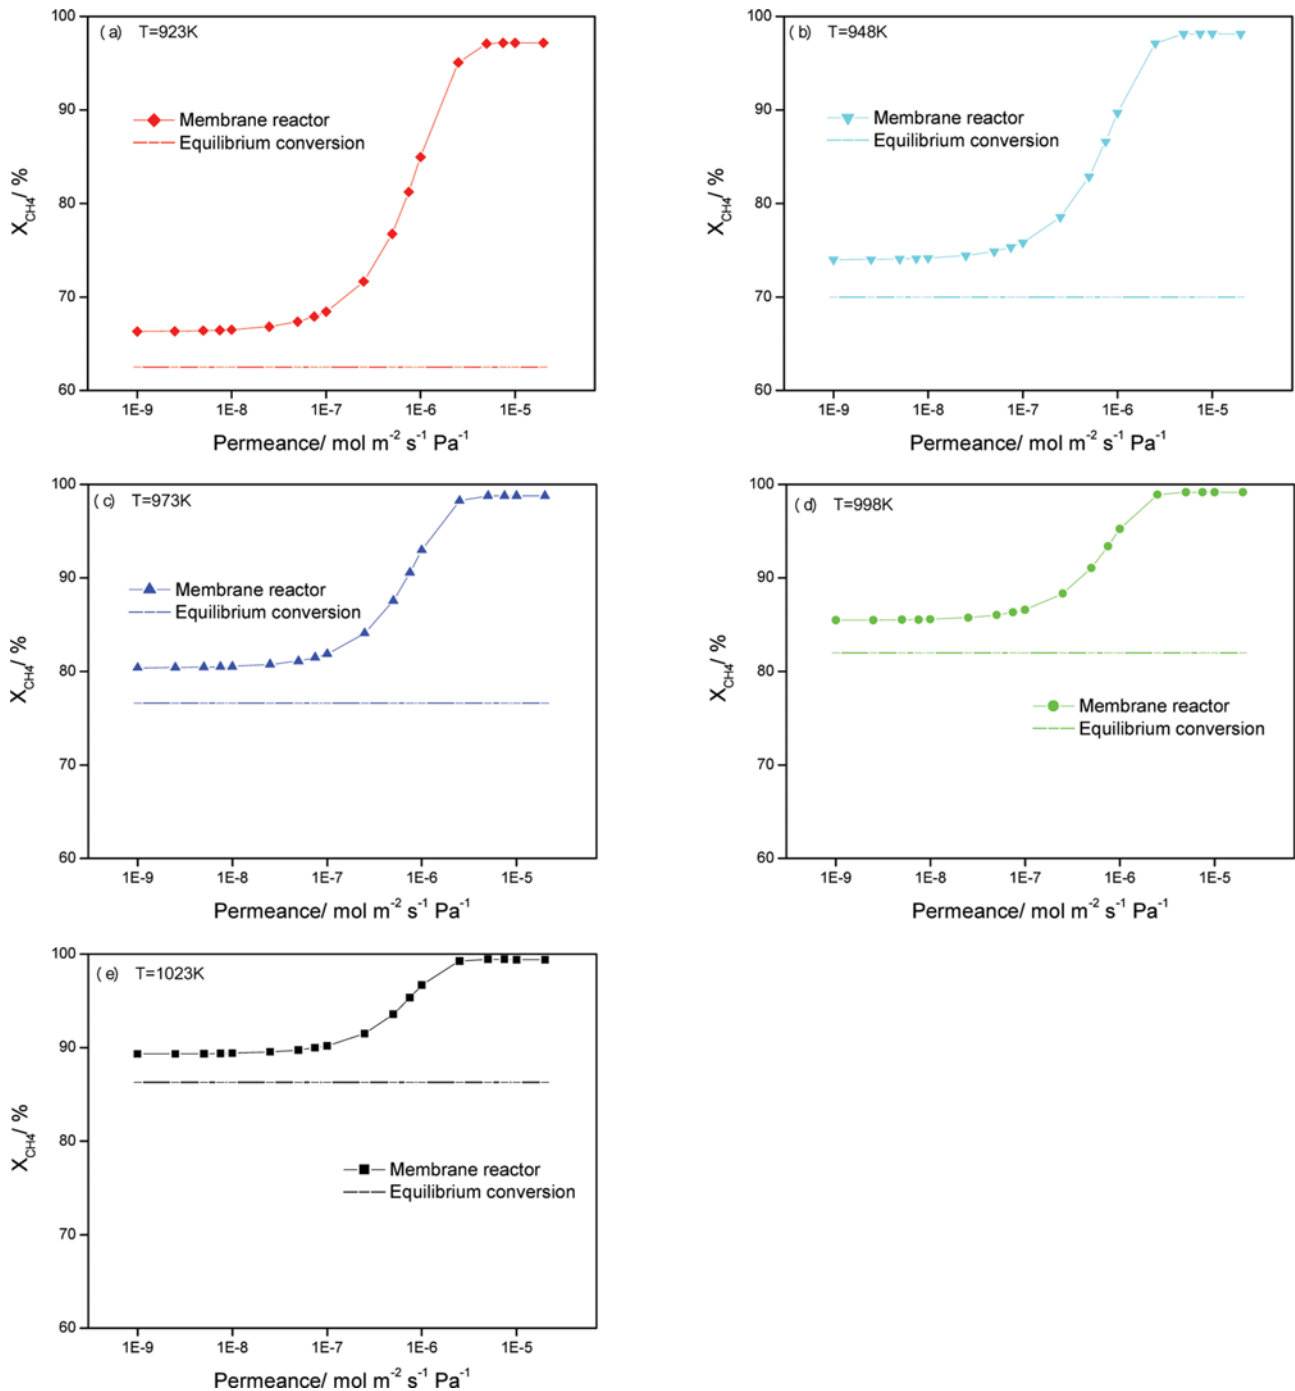 (a) T=923K
100
90
80
70
60
X_CH4/ %
Membrane reactor
Equilibrium conversion
1E-9 1E-8 1E-7 1E-6 1E-5
Permeance/ mol m⁻² s⁻¹ Pa⁻¹
(b) T=948K
100
90
80
70
60
X_CH4/ %
Membrane reactor
Equilibrium conversion
1E-9 1E-8 1E-7 1E-6 1E-5
Permeance/ mol m⁻² s⁻¹ Pa⁻¹
(c) T=973K
100
90
80
70
60
X_CH4/ %
Membrane reactor
Equilibrium conversion
1E-9 1E-8 1E-7 1E-6 1E-5
Permeance/ mol m⁻² s⁻¹ Pa⁻¹
(d) T=998K
100
90
80
70
60
X_CH4/ %
Membrane reactor
Equilibrium conversion
1E-9 1E-8 1E-7 1E-6 1E-5
Permeance/ mol m⁻² s⁻¹ Pa⁻¹
(e) T=1023K
100
90
80
70
60
X_CH4/ %
Membrane reactor
Equilibrium conversion
1E-9 1E-8 1E-7 1E-6 1E-5
Permeance/ mol m⁻² s⁻¹ Pa⁻¹